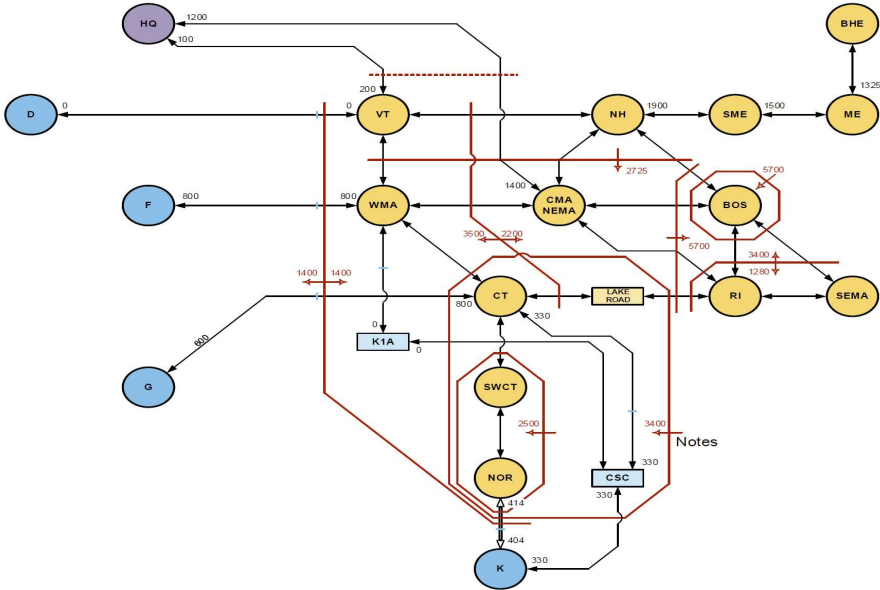 HQ
1200
BHE
100
1325
200
D
0
0
VT
NH
1900
SME
1500
ME
2725
5700
1400
F
800
800
WMA
CMA
NEMA
BOS
3500
2200
5700
3400
1280
1400
1400
CT
800
330
LAKE
ROAD
RI
SEMA
600
0
K1A
0
G
SWCT
2500
3400
Notes
NOR
330
CSC
330
414
404
K
330